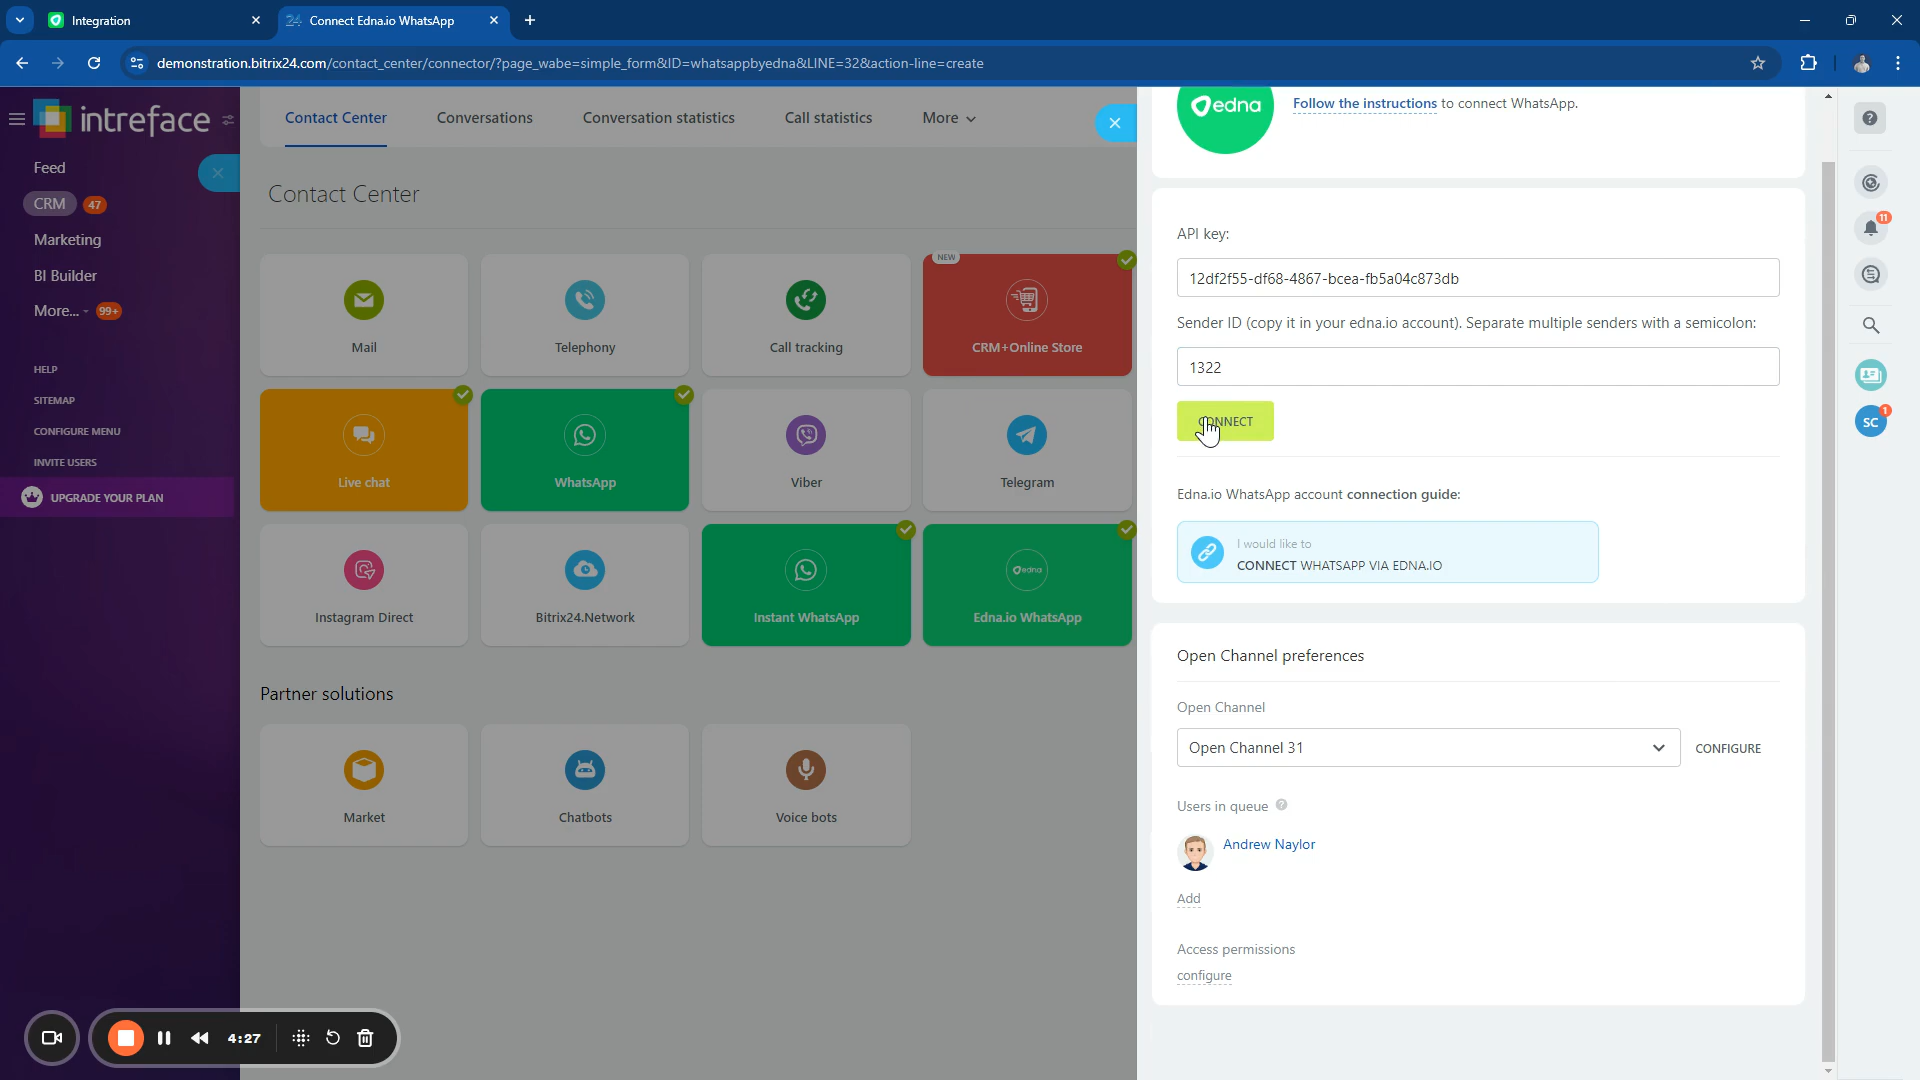 Integration
24 Connect Edna.io WhatsApp
demonstration.bitrix24.com/contact_center/connector/?page_wabe=simple_form&ID=whatsappbyedna&LINE=32&action-line=create
intreface
Feed
CRM 47
Marketing
BI Builder
More... 99+
HELP
SITEMAP
CONFIGURE MENU
INVITE USERS
UPGRADE YOUR PLAN
Contact Center
Conversations
Conversation statistics
Call statistics
More
Contact Center
Mail
Telephony
Call tracking
NEW
CRM+Online Store
Live chat
WhatsApp
Viber
Telegram
Instagram Direct
Bitrix24.Network
Instant WhatsApp
edna
Edna.io WhatsApp
Partner solutions
Market
Chatbots
Voice bots
edna
Follow the instructions to connect WhatsApp.
API key:
12df2f55-df68-4867-bcea-fb5a04c873db
Sender ID (copy it in your edna.io account). Separate multiple senders with a semicolon:
1322
CONNECT
Edna.io WhatsApp account connection guide:
I would like to
CONNECT WHATSAPP VIA EDNA.IO
Open Channel preferences
Open Channel
Open Channel 31
CONFIGURE
Users in queue ?
Andrew Naylor
Add
Access permissions
configure
?
11
SC
1
4:27